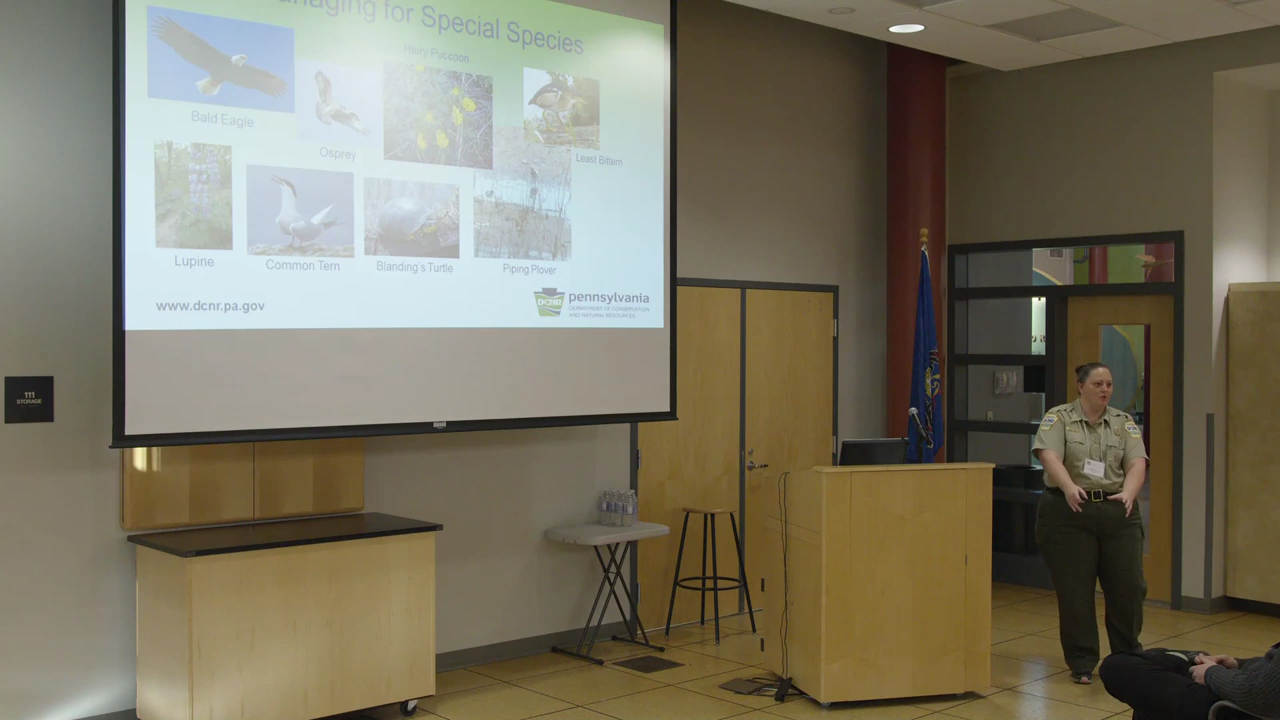 Managing for Special Species
Hairy Puccoon
Bald Eagle
Osprey
Least Bittern
Lupine
Common Tern
Blanding's Turtle
Piping Plover
www.dcnr.pa.gov
DCNR
pennsylvania
DEPARTMENT OF CONSERVATION
AND NATURAL RESOURCES
111
STORAGE